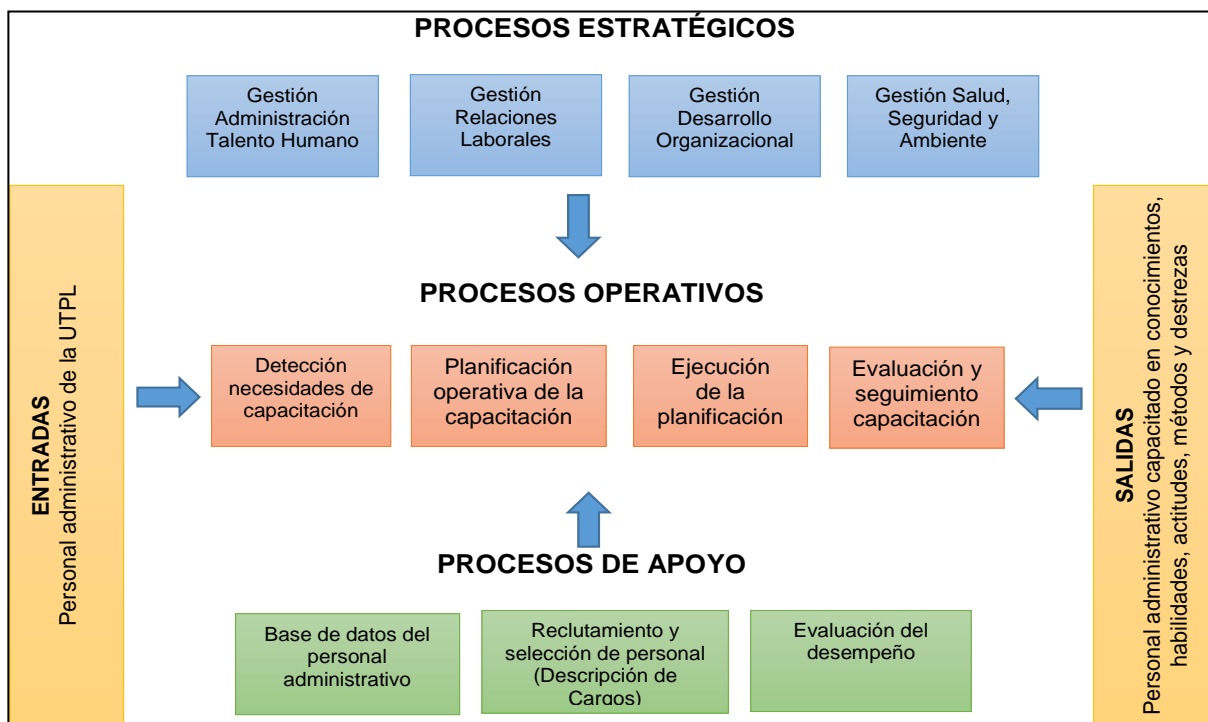 PROCESOS ESTRATÉGICOS
Gestión
Administración
Talento Humano
Gestión
Relaciones
Laborales
Gestión
Desarrollo
Organizacional
Gestión Salud,
Seguridad y
Ambiente
ENTRADAS
Personal administrativo de la UTPL
PROCESOS OPERATIVOS
Detección
necesidades de
capacitación
Planificación
operativa de la
capacitación
Ejecución
de la
planificación
Evaluación y
seguimiento
capacitación
SALIDAS
Personal administrativo capacitado en conocimientos,
habilidades, actitudes, métodos y destrezas
PROCESOS DE APOYO
Base de datos del
personal
administrativo
Reclutamiento y
selección de personal
(Descripción de
Cargos)
Evaluación del
desempeño